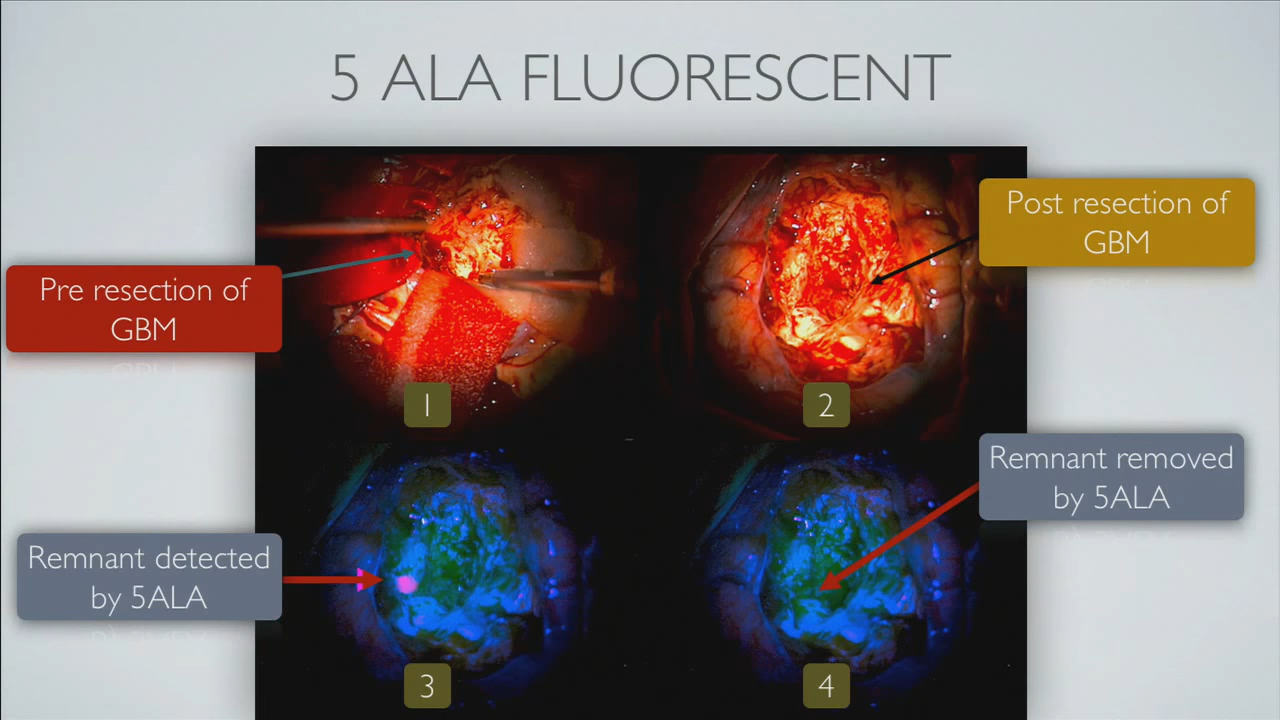 5 ALA FLUORESCENT
Pre resection of
GBM
Post resection of
GBM
1
2
Remnant detected
by 5ALA
Remnant removed
by 5ALA
3
4